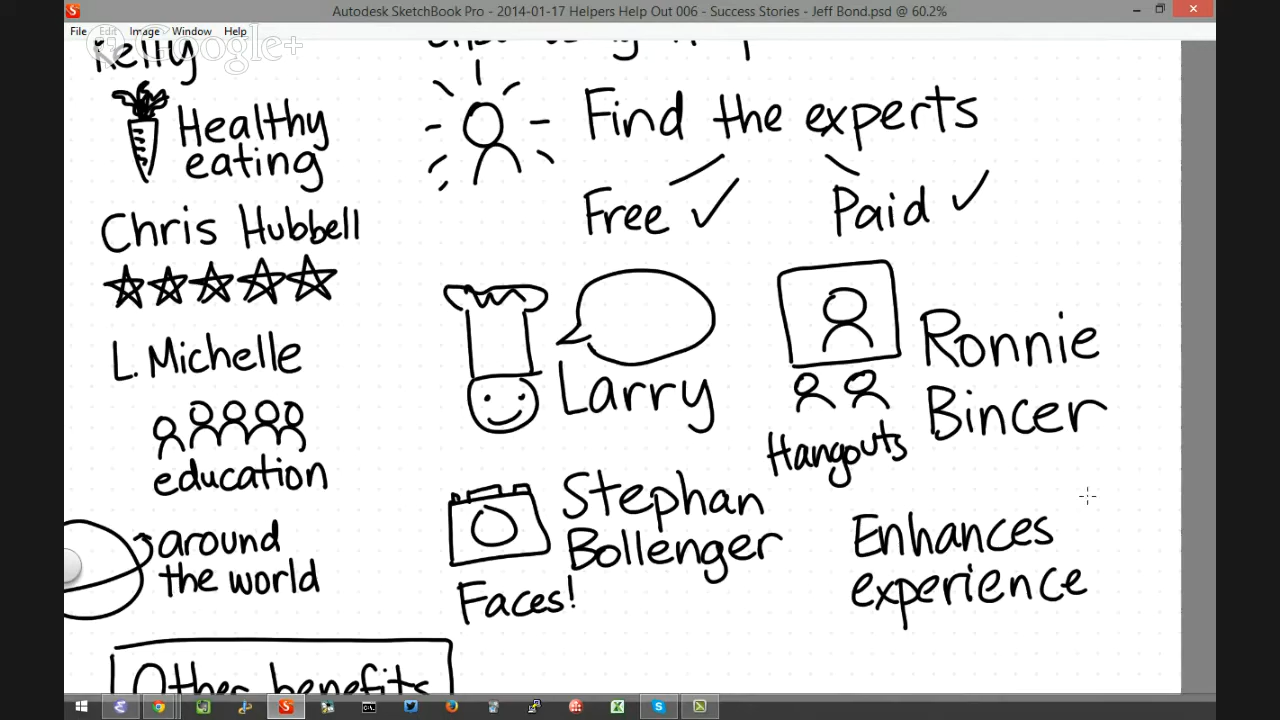 Autodesk SketchBook Pro - 2014-01-17 Helpers Help Out 006 - Success Stories - Jeff Bond.psd @ 60.2%
File Edit Image Window Help
Google+
Kelly
Healthy
eating
Chris Hubbell
L. Michelle
education
around
the world
Other benefits
Find the experts
Free
Paid
Larry
Ronnie
Bincer
Hangouts
Stephan
Bollenger
Faces!
Enhances
experience